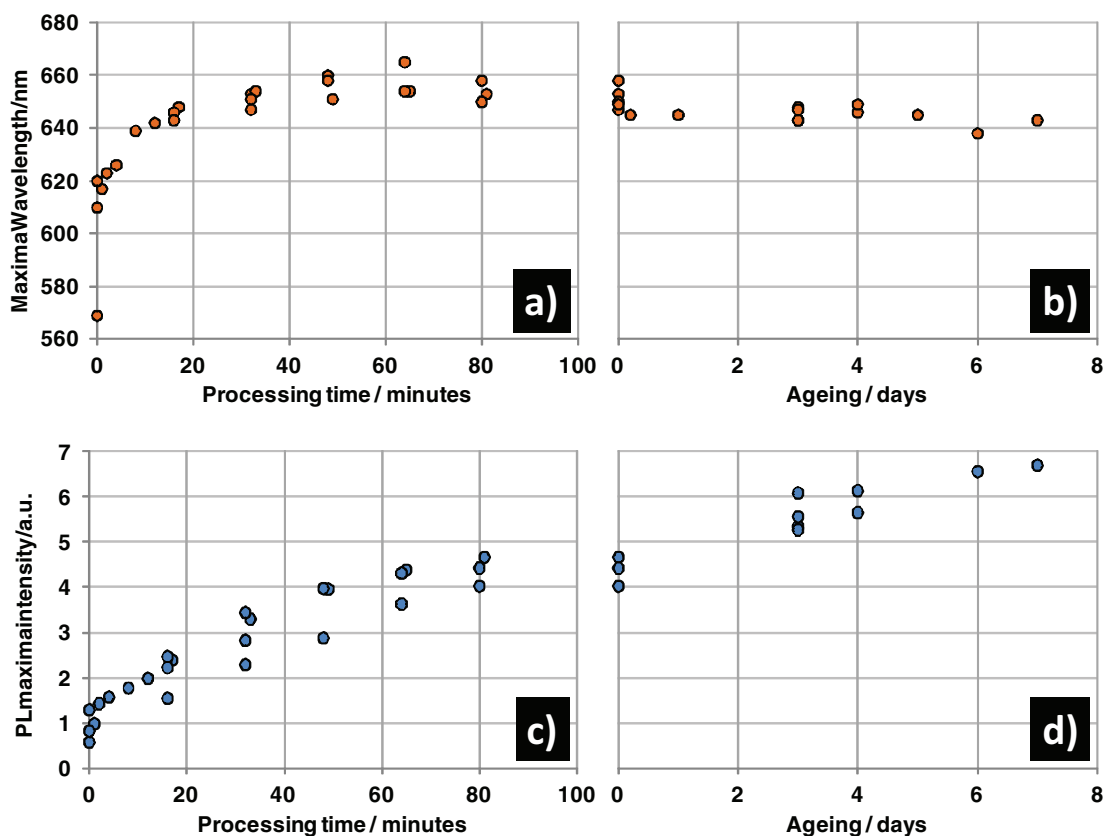 680
660
640
620
600
580
560
MaximaWavelength/nm
a)
0 20 40 60 80 100
Processing time / minutes
b)
0 2 4 6 8
Ageing / days
7
6
5
4
3
2
1
0
PLmaximaintensity/a.u.
c)
0 20 40 60 80 100
Processing time / minutes
d)
0 2 4 6 8
Ageing / days